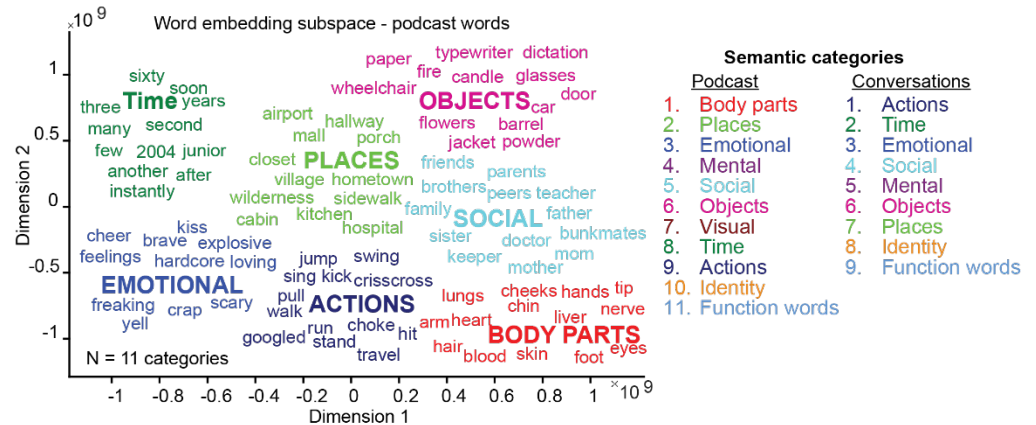 ×10⁹
Word embedding subspace - podcast words
paper typewriter dictation
fire candle glasses
wheelchair door
OBJECTS car
flowers barrel
jacket powder
sixty
soon
three Time years
many second
few 2004 junior
another after
instantly
airport hallway
mall porch
closet PLACES
village hometown
wilderness sidewalk
cabin kitchen
hospital
friends parents
brothers peers teacher
family SOCIAL father
sister doctor bunkmates
keeper mom
mother
kiss
cheer brave explosive
feelings hardcore loving
EMOTIONAL
freaking crap scary
yell
jump swing
sing kick crisscross
pull ACTIONS
walk
run choke hit
googled stand
travel
lungs cheeks hands tip
chin liver nerve
arm heart BODY PARTS
hair blood skin foot eyes
N = 11 categories
Dimension 2
1
0.5
0
-0.5
-1
-1 -0.8 -0.6 -0.4 -0.2 0 0.2 0.4 0.6 0.8 1 ×10⁹
Dimension 1
Semantic categories
Podcast
1. Body parts
2. Places
3. Emotional
4. Mental
5. Social
6. Objects
7. Visual
8. Time
9. Actions
10. Identity
11. Function words
Conversations
1. Actions
2. Time
3. Emotional
4. Social
5. Mental
6. Objects
7. Places
8. Identity
9. Function words